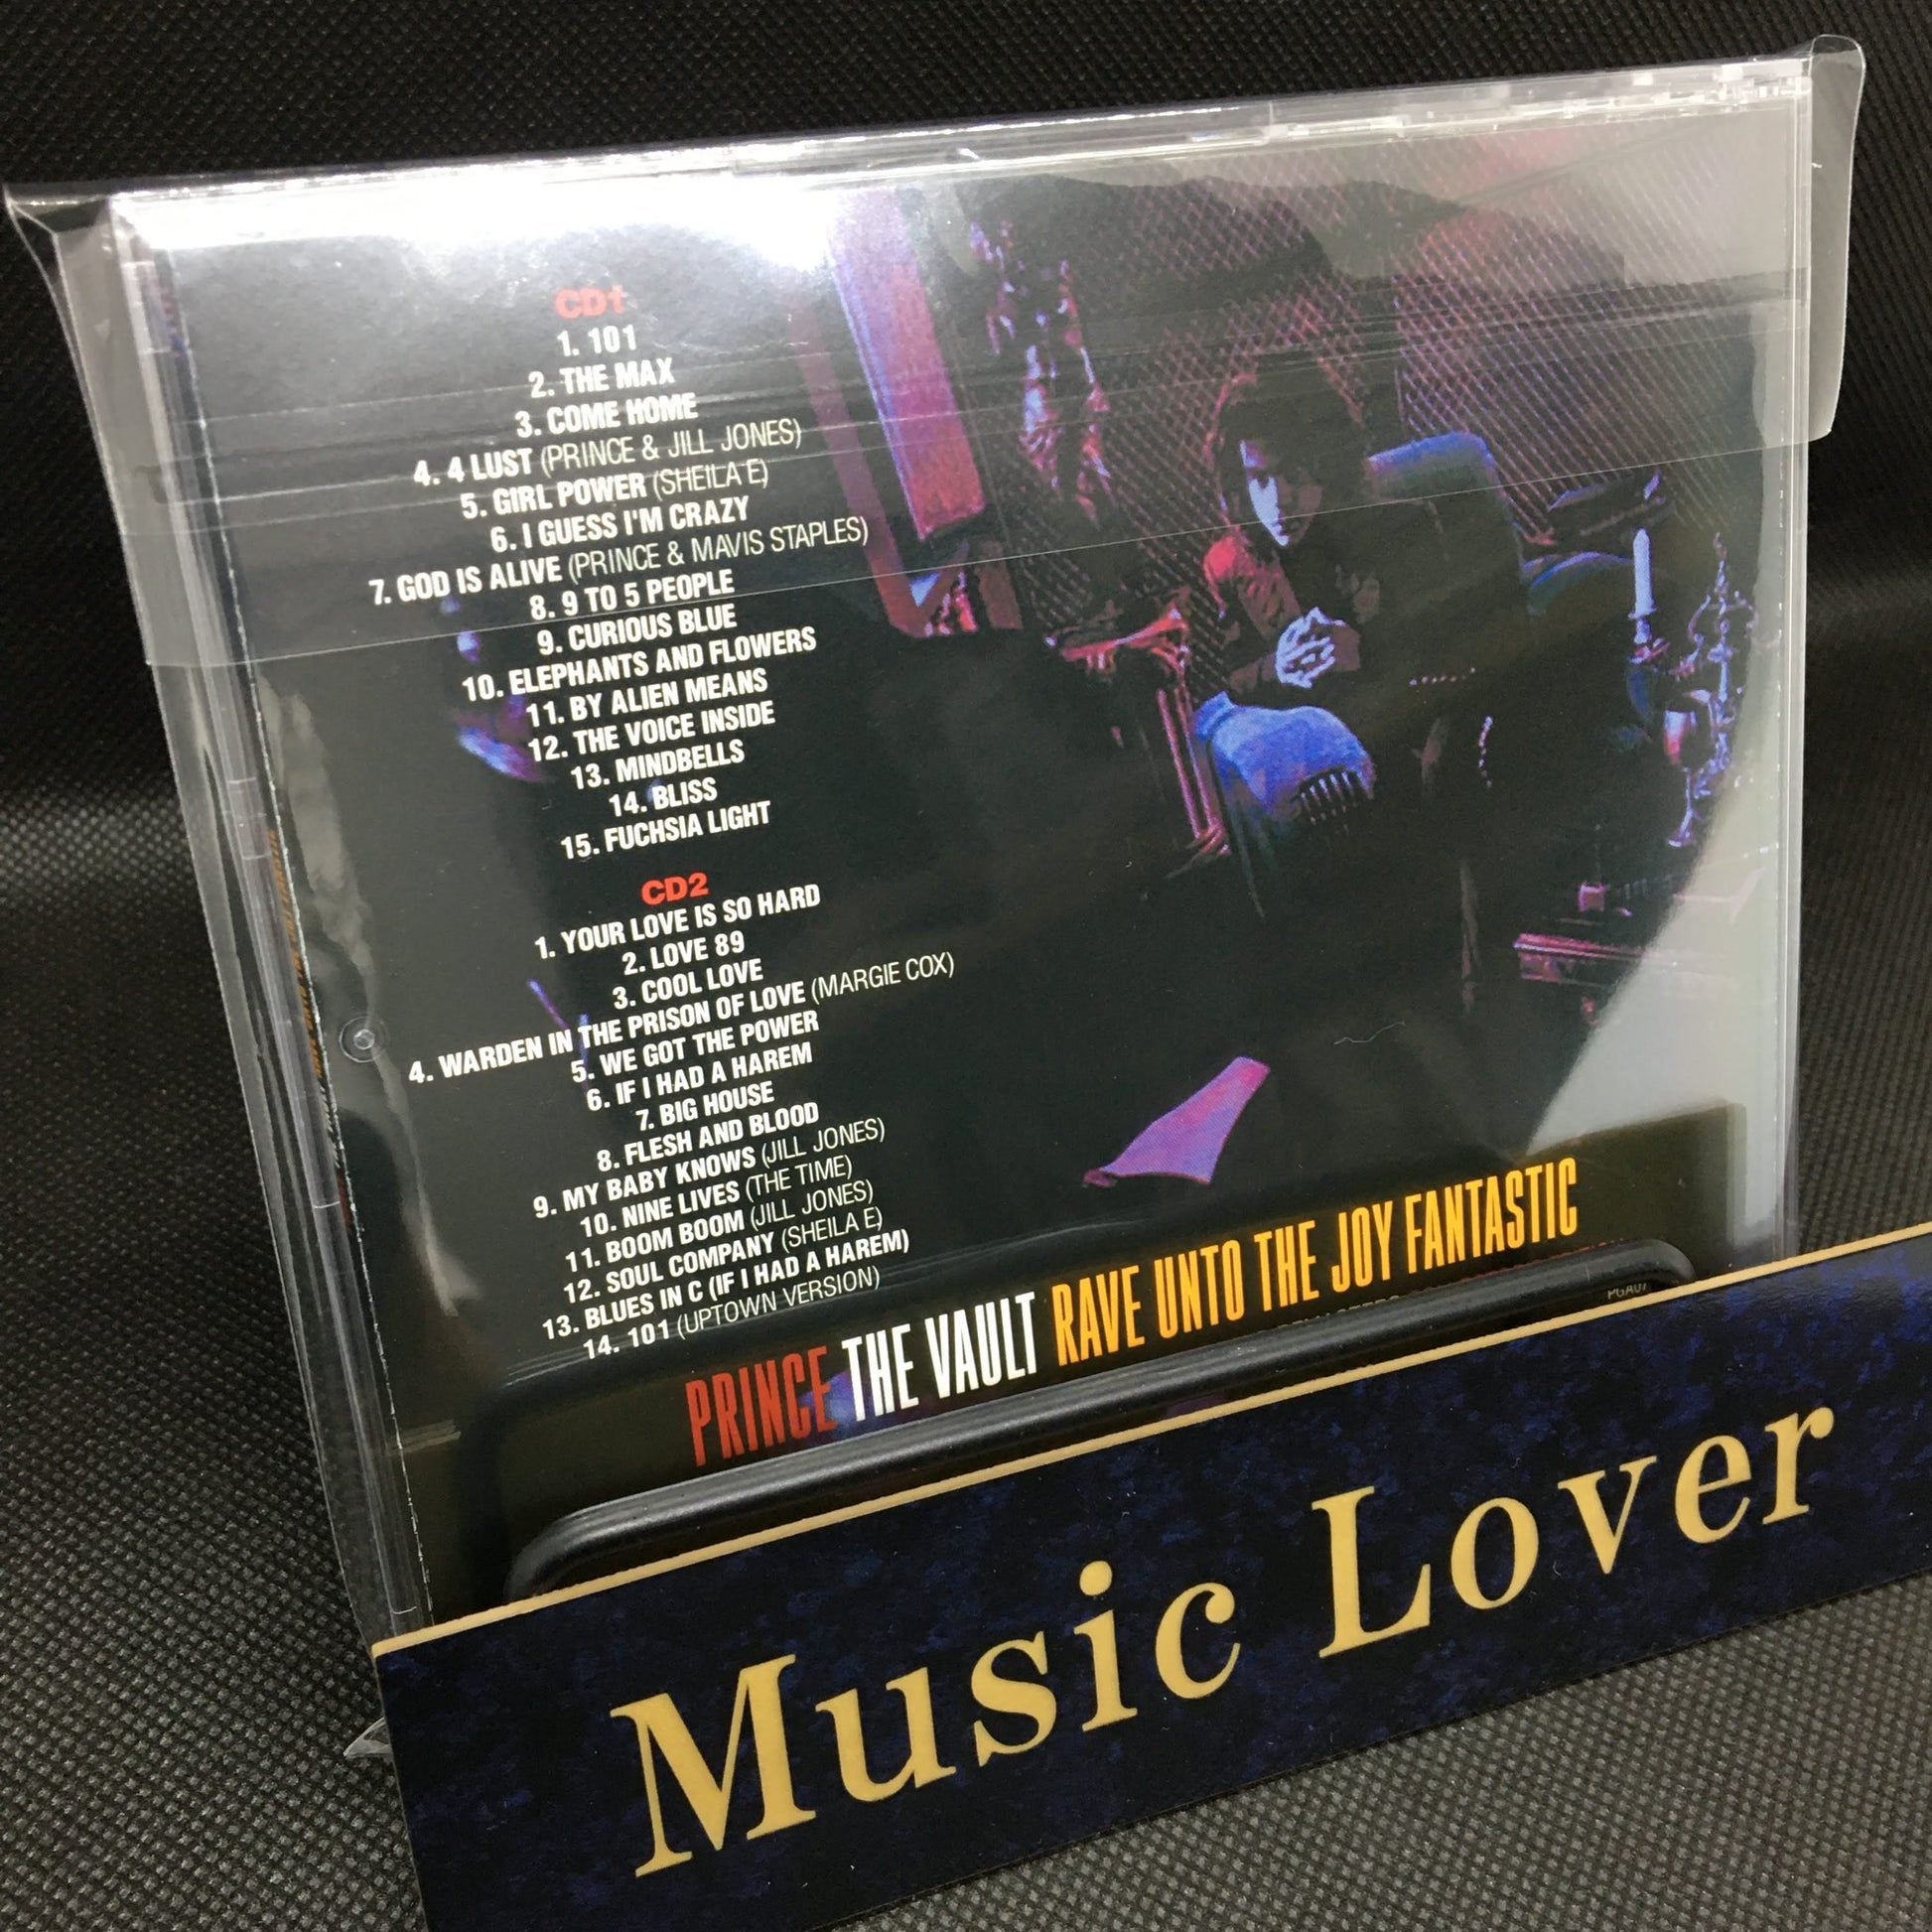 CD1
1. 101
2. THE MAX
3. COME HOME
4. 4 LUST (PRINCE & JILL JONES)
5. GIRL POWER (SHEILA E)
6. I GUESS I'M CRAZY
7. GOD IS ALIVE (PRINCE & MAVIS STAPLES)
8. 9 TO 5 PEOPLE
9. CURIOUS BLUE
10. ELEPHANTS AND FLOWERS
11. BY ALIEN MEANS
12. THE VOICE INSIDE
13. MINDBELLS
14. BLISS
15. FUCHSIA LIGHT
CD2
1. YOUR LOVE IS SO HARD
2. LOVE 89
3. COOL LOVE
4. WARDEN IN THE PRISON OF LOVE (MARGIE COX)
5. WE GOT THE POWER
6. IF I HAD A HAREM
7. BIG HOUSE
8. FLESH AND BLOOD
9. MY BABY KNOWS (JILL JONES)
10. NINE LIVES (THE TIME)
11. BOOM BOOM (JILL JONES)
12. SOUL COMPANY (SHEILA E)
13. BLUES IN C (IF I HAD A HAREM)
14. 101 (UPTOWN VERSION)
PRINCE THE VAULT RAVE UNTO THE JOY FANTASTIC
Music Lover